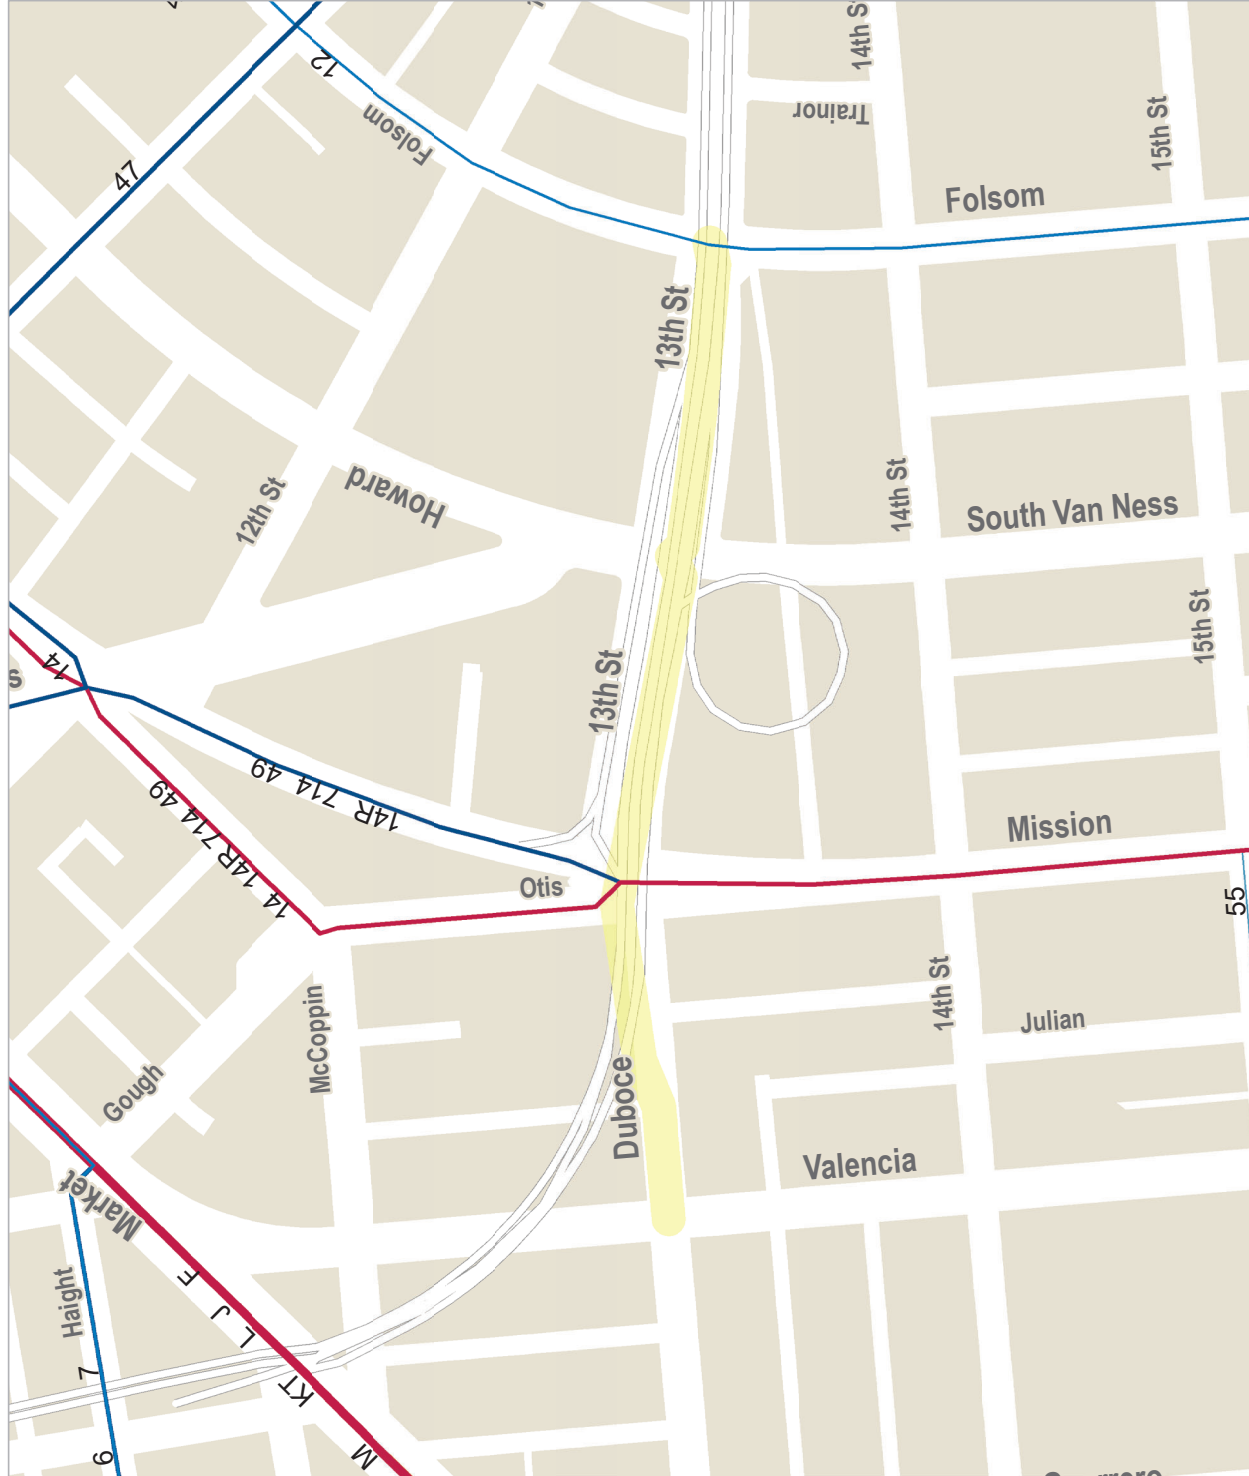 14th St
12
Trainor
Folsom
15th St
47
Folsom
13th St
14th St
South Van Ness
Howard
12th St
15th St
13th St
14
s
49
714
14R
49
714
14R
14
Mission
Otis
55
14th St
McCoppin
Julian
Gough
Duboce
Valencia
Market
F
J
L
Haight
7
KT
M
6